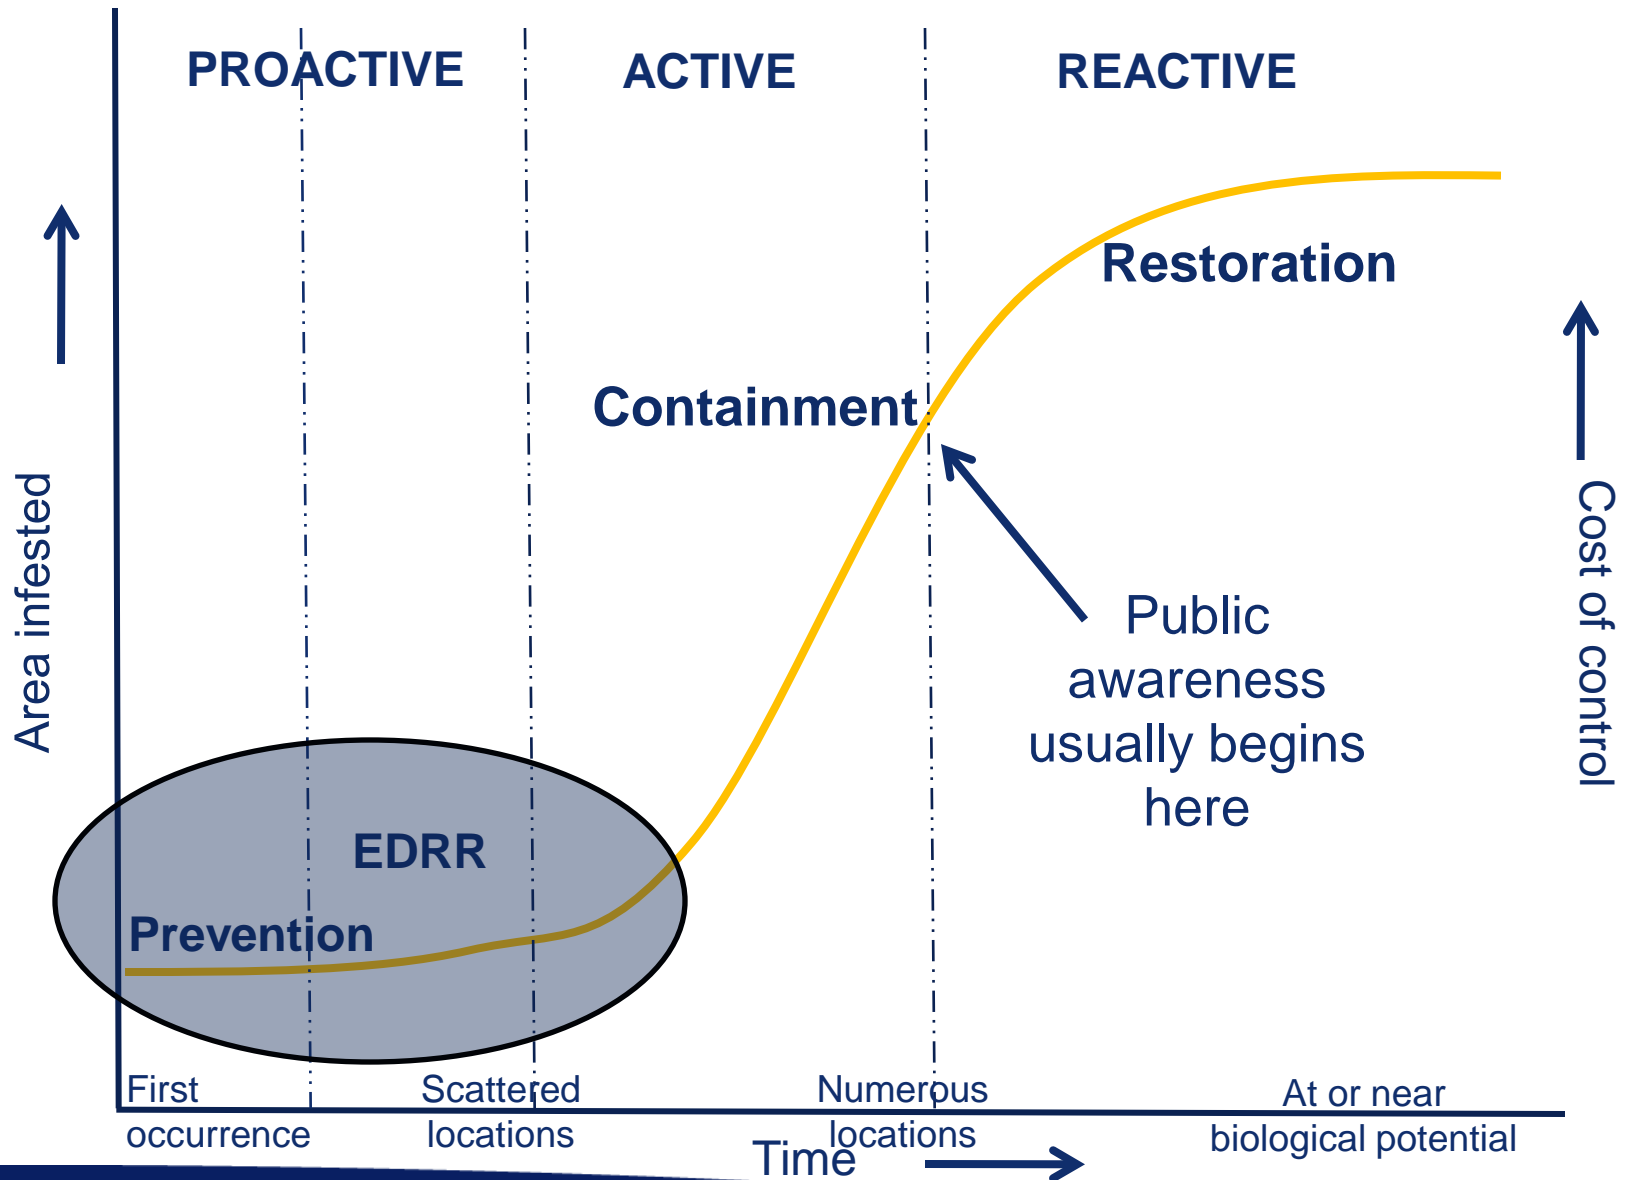 PROACTIVE
ACTIVE
REACTIVE
Restoration
Containment
Area infested
Cost of control
Public
awareness
usually begins
here
EDRR
Prevention
First
occurrence
Scattered
locations
Numerous
locations
At or near
biological potential
Time